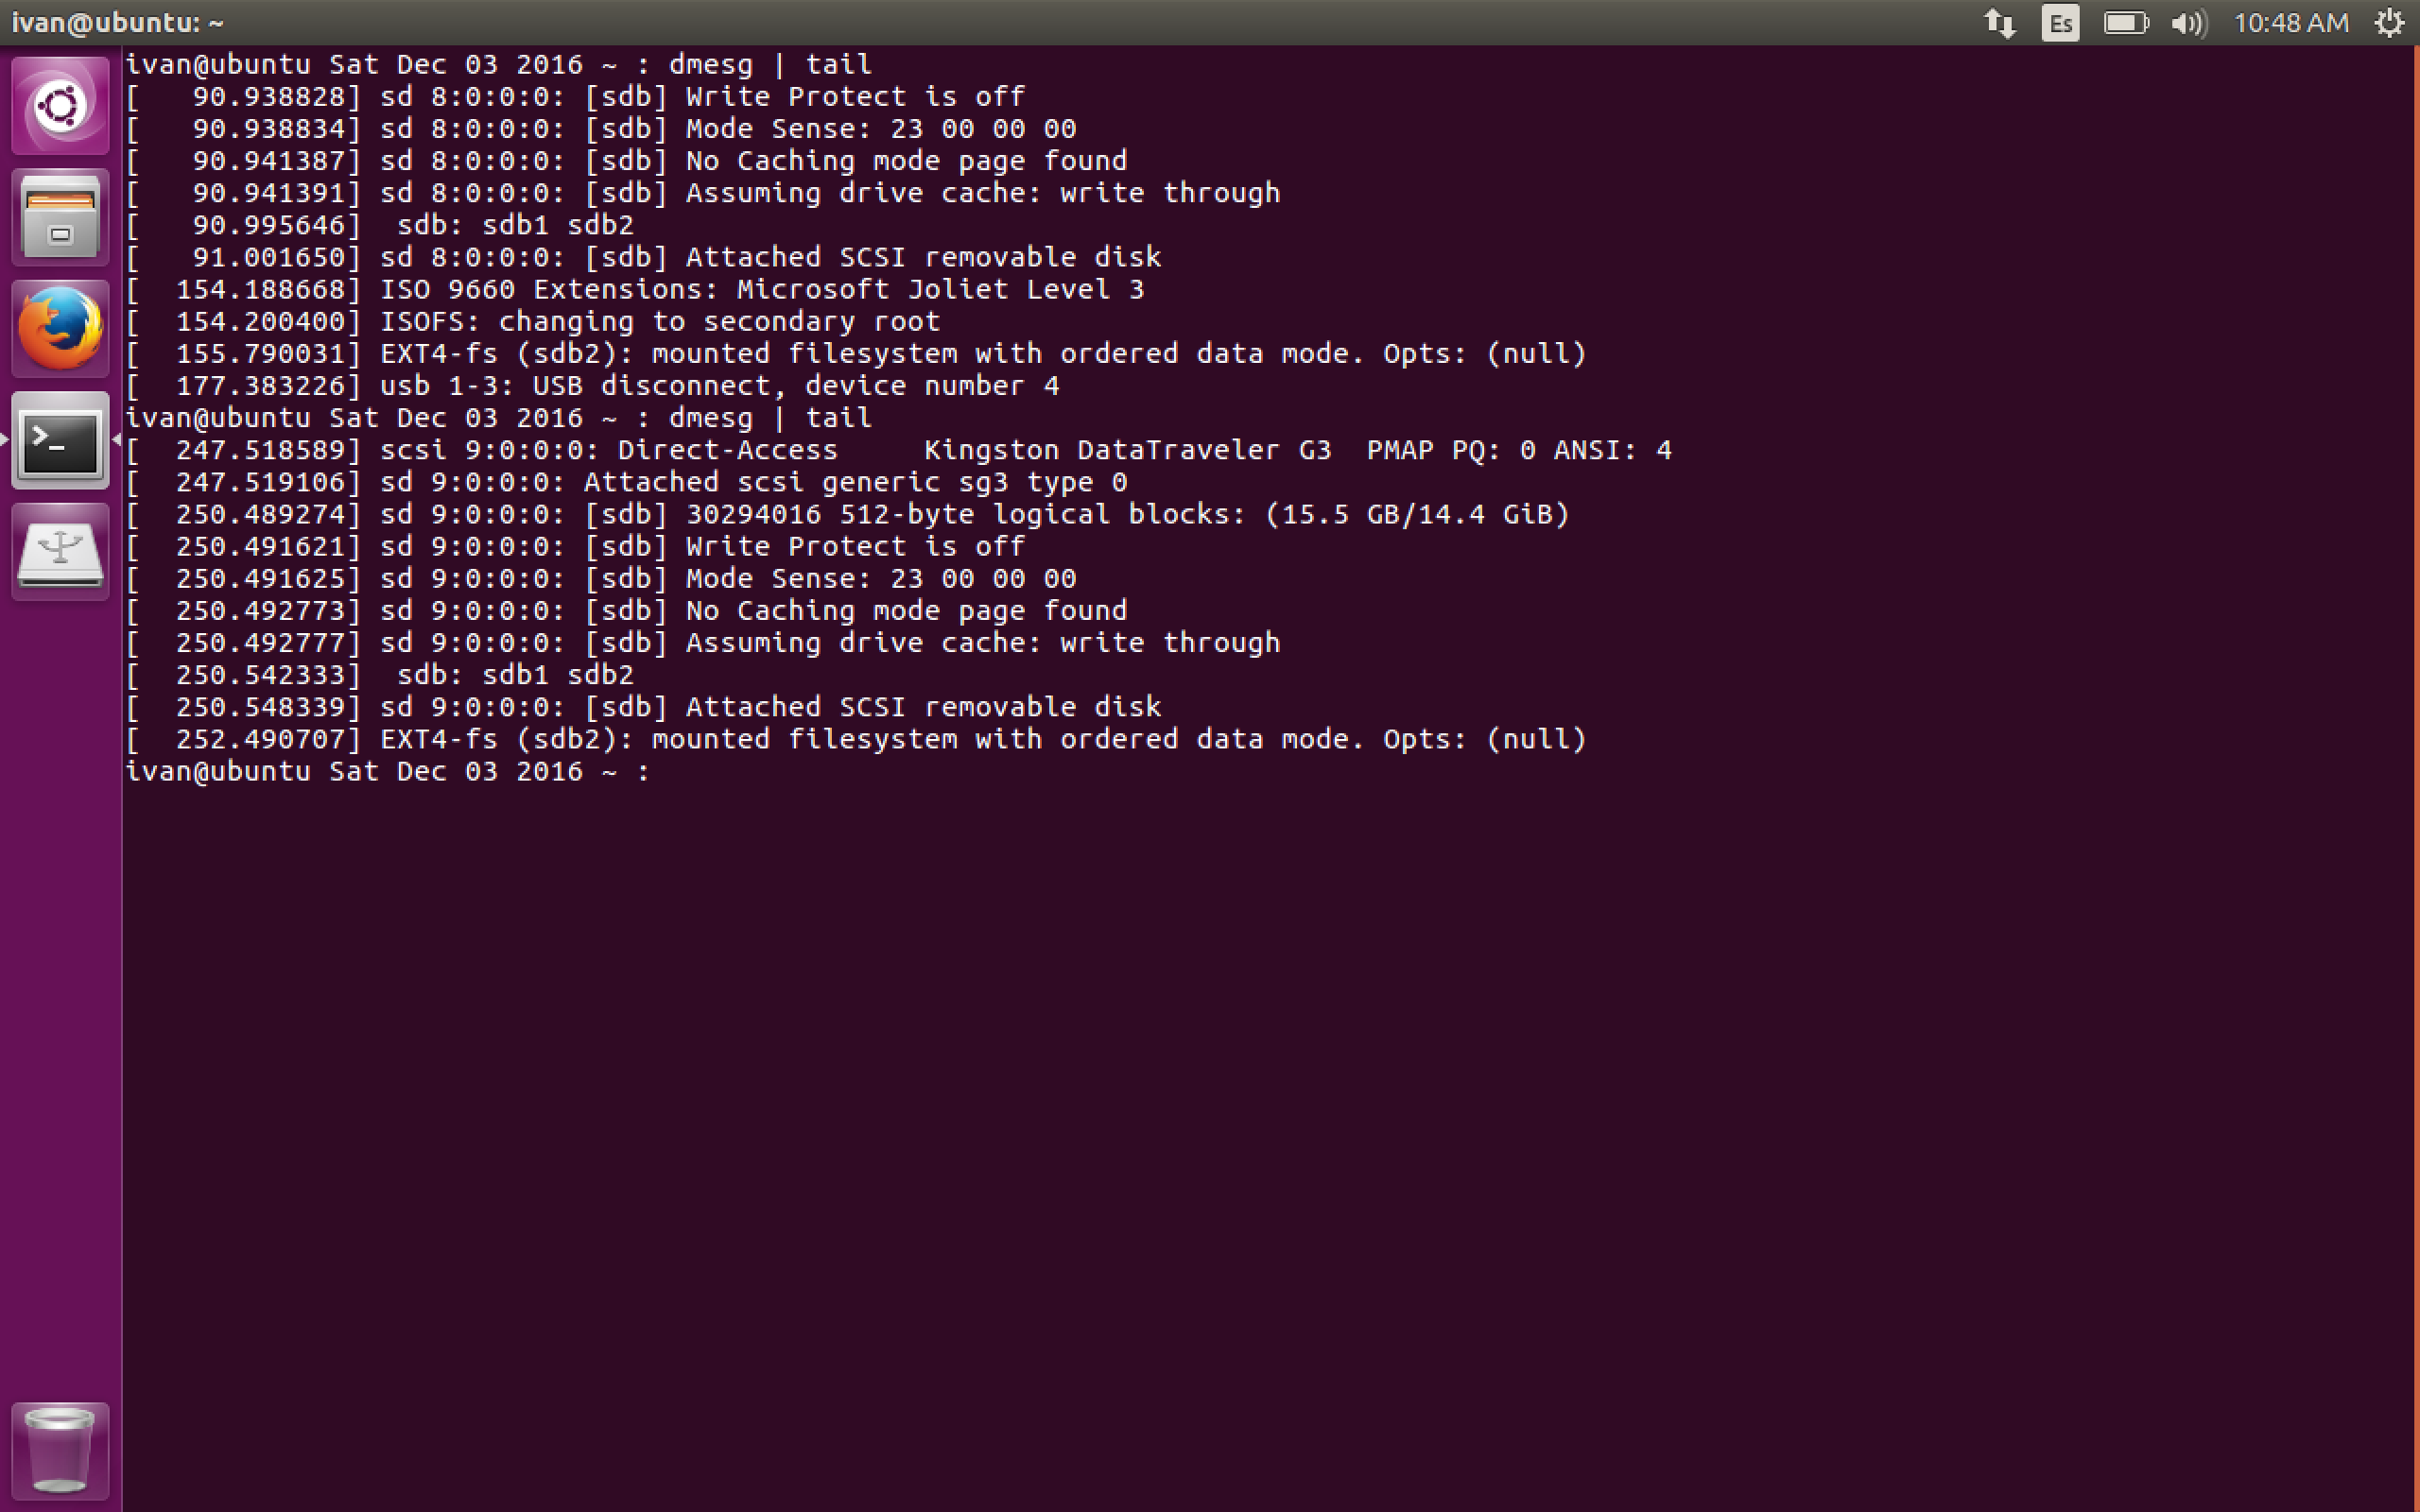 ivan@ubuntu: ~
Es
10:48 AM
ivan@ubuntu Sat Dec 03 2016 ~ : dmesg | tail
[   90.938828] sd 8:0:0:0: [sdb] Write Protect is off
[   90.938834] sd 8:0:0:0: [sdb] Mode Sense: 23 00 00 00
[   90.941387] sd 8:0:0:0: [sdb] No Caching mode page found
[   90.941391] sd 8:0:0:0: [sdb] Assuming drive cache: write through
[   90.995646]  sdb: sdb1 sdb2
[   91.001650] sd 8:0:0:0: [sdb] Attached SCSI removable disk
[  154.188668] ISO 9660 Extensions: Microsoft Joliet Level 3
[  154.200400] ISOFS: changing to secondary root
[  155.790031] EXT4-fs (sdb2): mounted filesystem with ordered data mode. Opts: (null)
[  177.383226] usb 1-3: USB disconnect, device number 4
ivan@ubuntu Sat Dec 03 2016 ~ : dmesg | tail
[  247.518589] scsi 9:0:0:0: Direct-Access     Kingston DataTraveler G3  PMAP PQ: 0 ANSI: 4
[  247.519106] sd 9:0:0:0: Attached scsi generic sg3 type 0
[  250.489274] sd 9:0:0:0: [sdb] 30294016 512-byte logical blocks: (15.5 GB/14.4 GiB)
[  250.491621] sd 9:0:0:0: [sdb] Write Protect is off
[  250.491625] sd 9:0:0:0: [sdb] Mode Sense: 23 00 00 00
[  250.492773] sd 9:0:0:0: [sdb] No Caching mode page found
[  250.492777] sd 9:0:0:0: [sdb] Assuming drive cache: write through
[  250.542333]  sdb: sdb1 sdb2
[  250.548339] sd 9:0:0:0: [sdb] Attached SCSI removable disk
[  252.490707] EXT4-fs (sdb2): mounted filesystem with ordered data mode. Opts: (null)
ivan@ubuntu Sat Dec 03 2016 ~ :